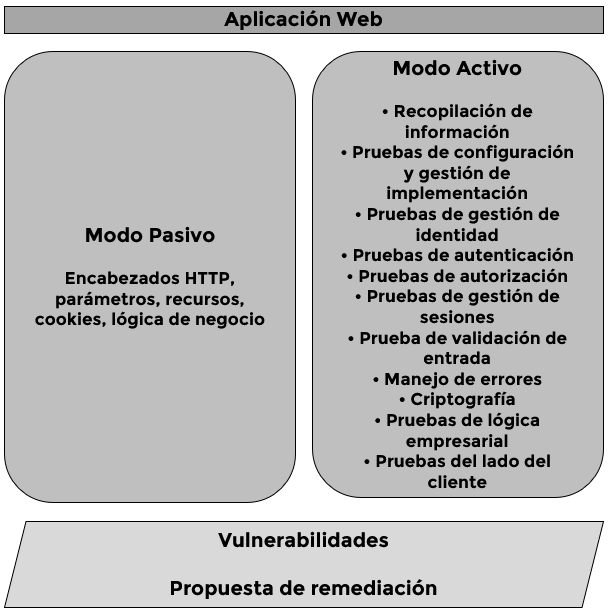 Aplicación Web
Modo Pasivo
Encabezados HTTP,
parámetros, recursos,
cookies, lógica de negocio
Modo Activo
• Recopilación de
información
• Pruebas de configuración
y gestión de
implementación
• Pruebas de gestión de
identidad
• Pruebas de autenticación
• Pruebas de autorización
• Pruebas de gestión de
sesiones
• Prueba de validación de
entrada
• Manejo de errores
• Criptografía
• Pruebas de lógica
empresarial
• Pruebas del lado del
cliente
Vulnerabilidades
Propuesta de remediación